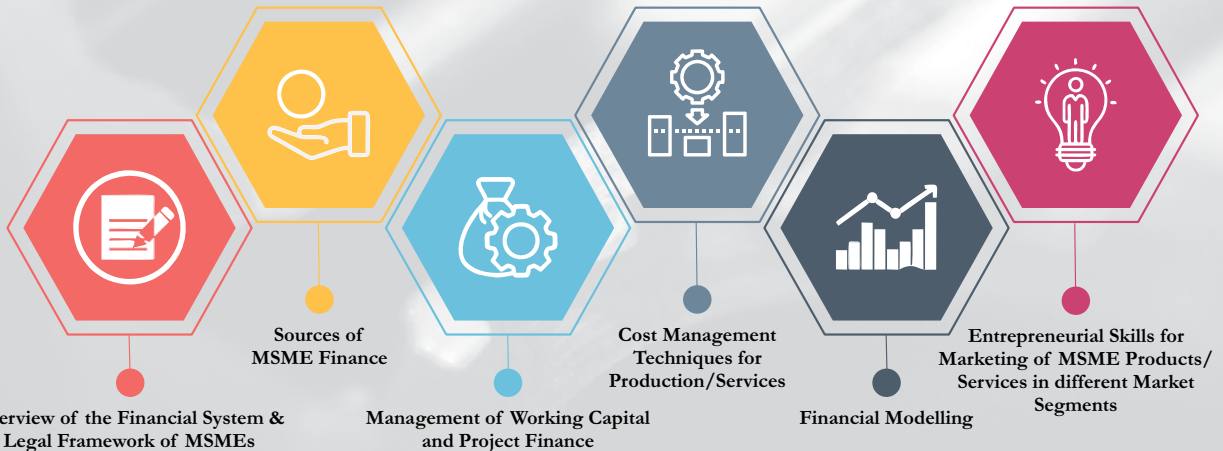 erview of the Financial System &
Legal Framework of MSMEs
Sources of
MSME Finance
Management of Working Capital
and Project Finance
Cost Management
Techniques for
Production/Services
Financial Modelling
Entrepreneurial Skills for
Marketing of MSME Products/
Services in different Market
Segments